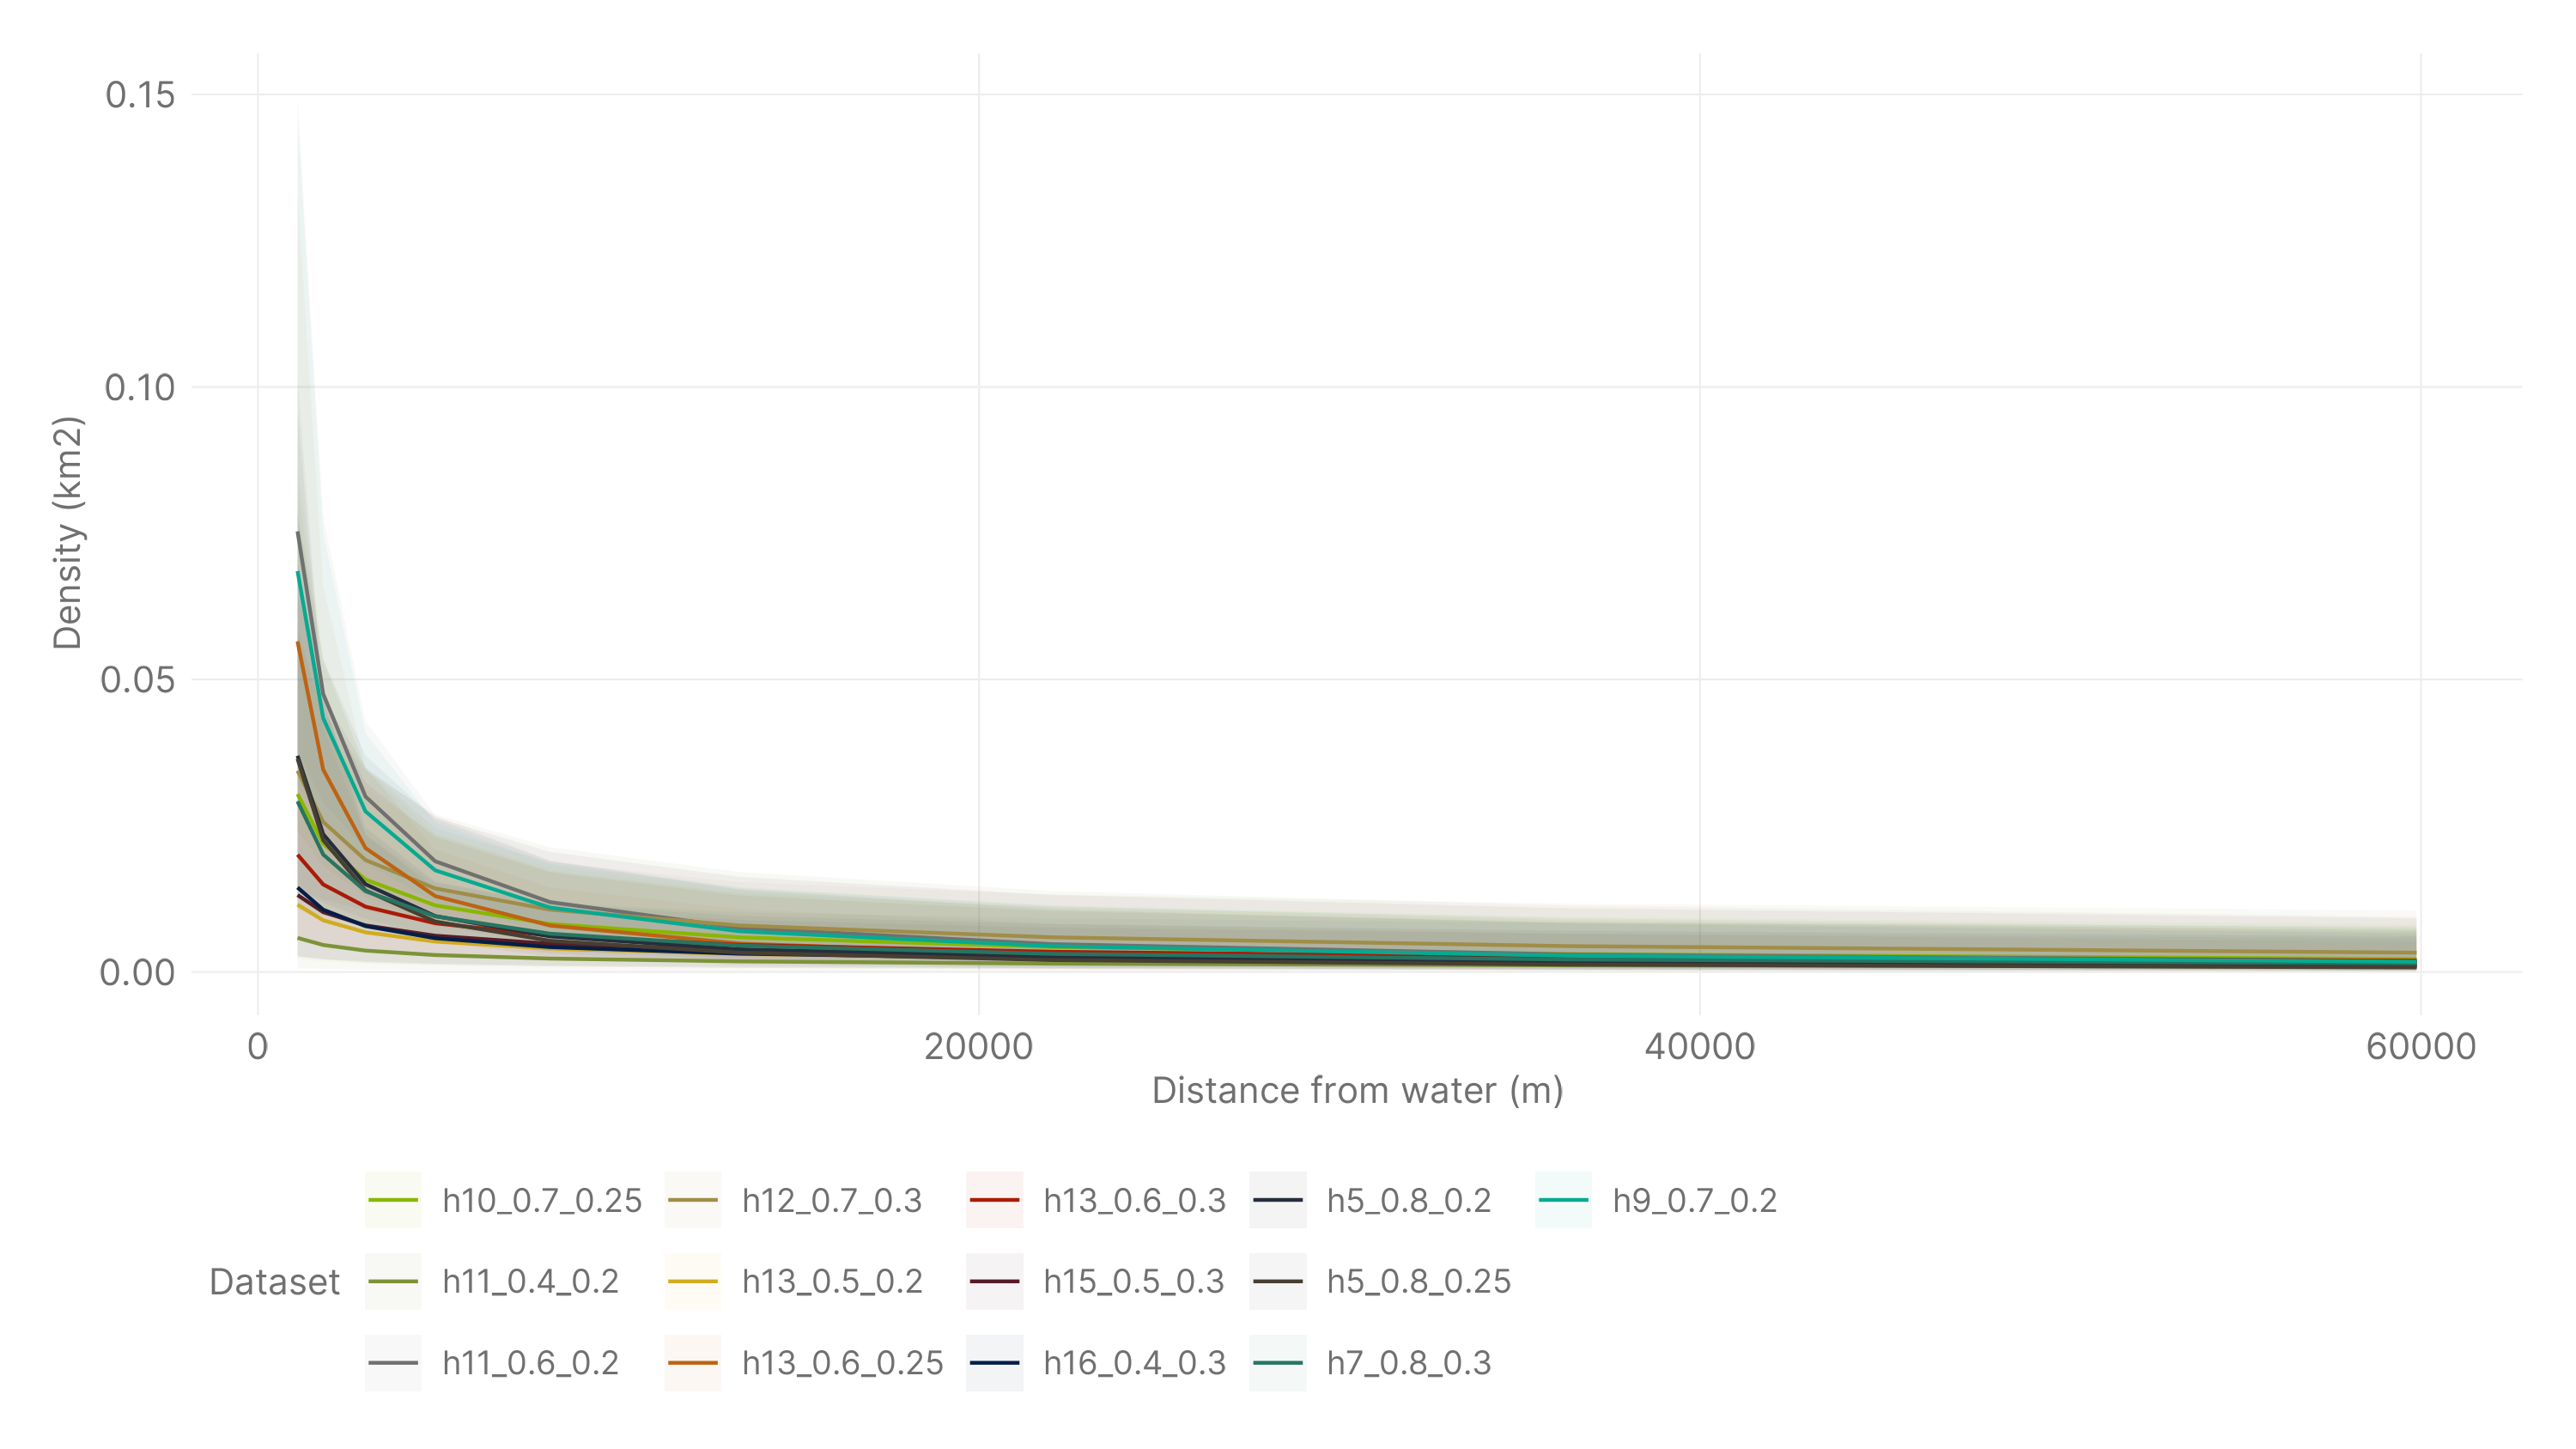 0.15
0.10
0.05
0.00
Density (km2)
0 20000 40000 60000
Distance from water (m)
Dataset
h10_0.7_0.25 h12_0.7_0.3 h13_0.6_0.3 h5_0.8_0.2 h9_0.7_0.2
h11_0.4_0.2 h13_0.5_0.2 h15_0.5_0.3 h5_0.8_0.25
h11_0.6_0.2 h13_0.6_0.25 h16_0.4_0.3 h7_0.8_0.3